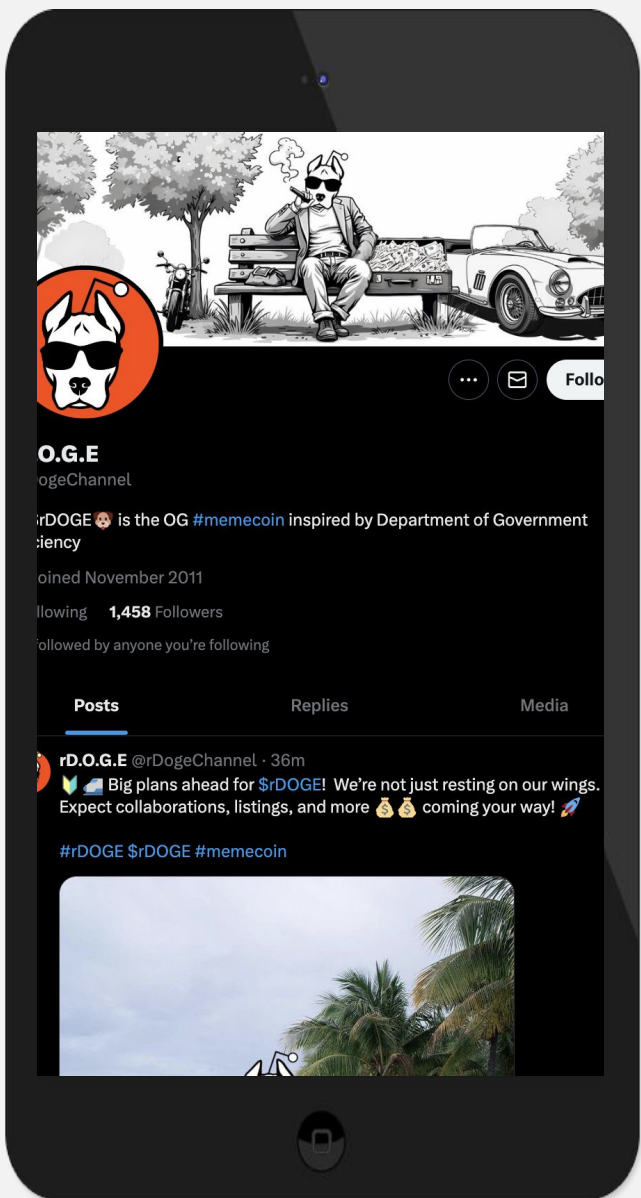 .O.G.E
ogeChannel
rDOGE🐶 is the OG #memecoin inspired by Department of Government
ciency
oined November 2011
llowing 1,458 Followers
ollowed by anyone you're following
Follo
Posts Replies Media
rD.O.G.E @rDogeChannel · 36m
🔰 🚅 Big plans ahead for $rDOGE! We're not just resting on our wings.
Expect collaborations, listings, and more 💰💰 coming your way! 🚀
#rDOGE $rDOGE #memecoin